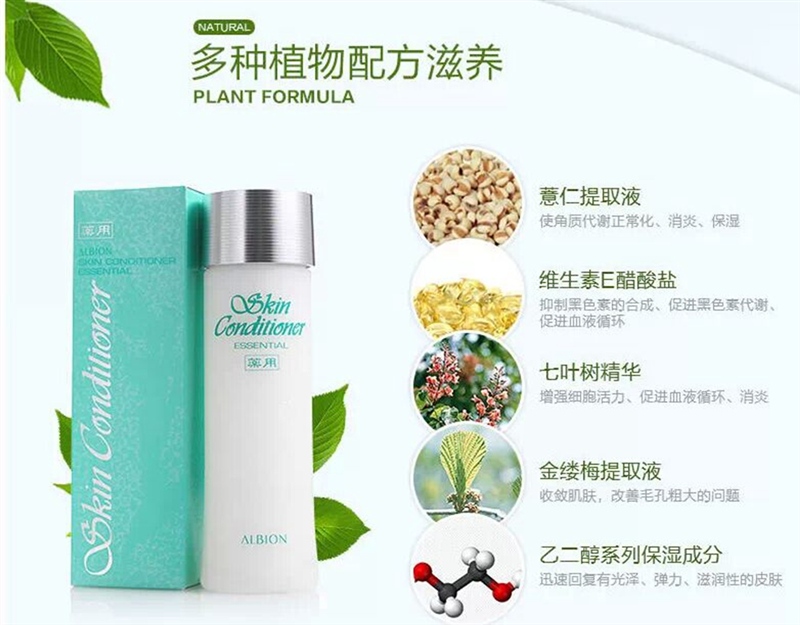 NATURAL
多种植物配方滋养
PLANT FORMULA
薏仁提取液
使角质代谢正常化、消炎、保湿
维生素E醋酸盐
抑制黑色素的合成、促进黑色素代谢、
促进血液循环
七叶树精华
增强细胞活力、促进血液循环、消炎
金缕梅提取液
收敛肌肤，改善毛孔粗大的问题
乙二醇系列保湿成分
迅速回复有光泽、弹力、滋润性的皮肤
薬用
ALBION
SKIN CONDITIONER
ESSENTIAL
Skin Conditioner
Skin
Conditioner
ESSENTIAL
薬用
ALBION